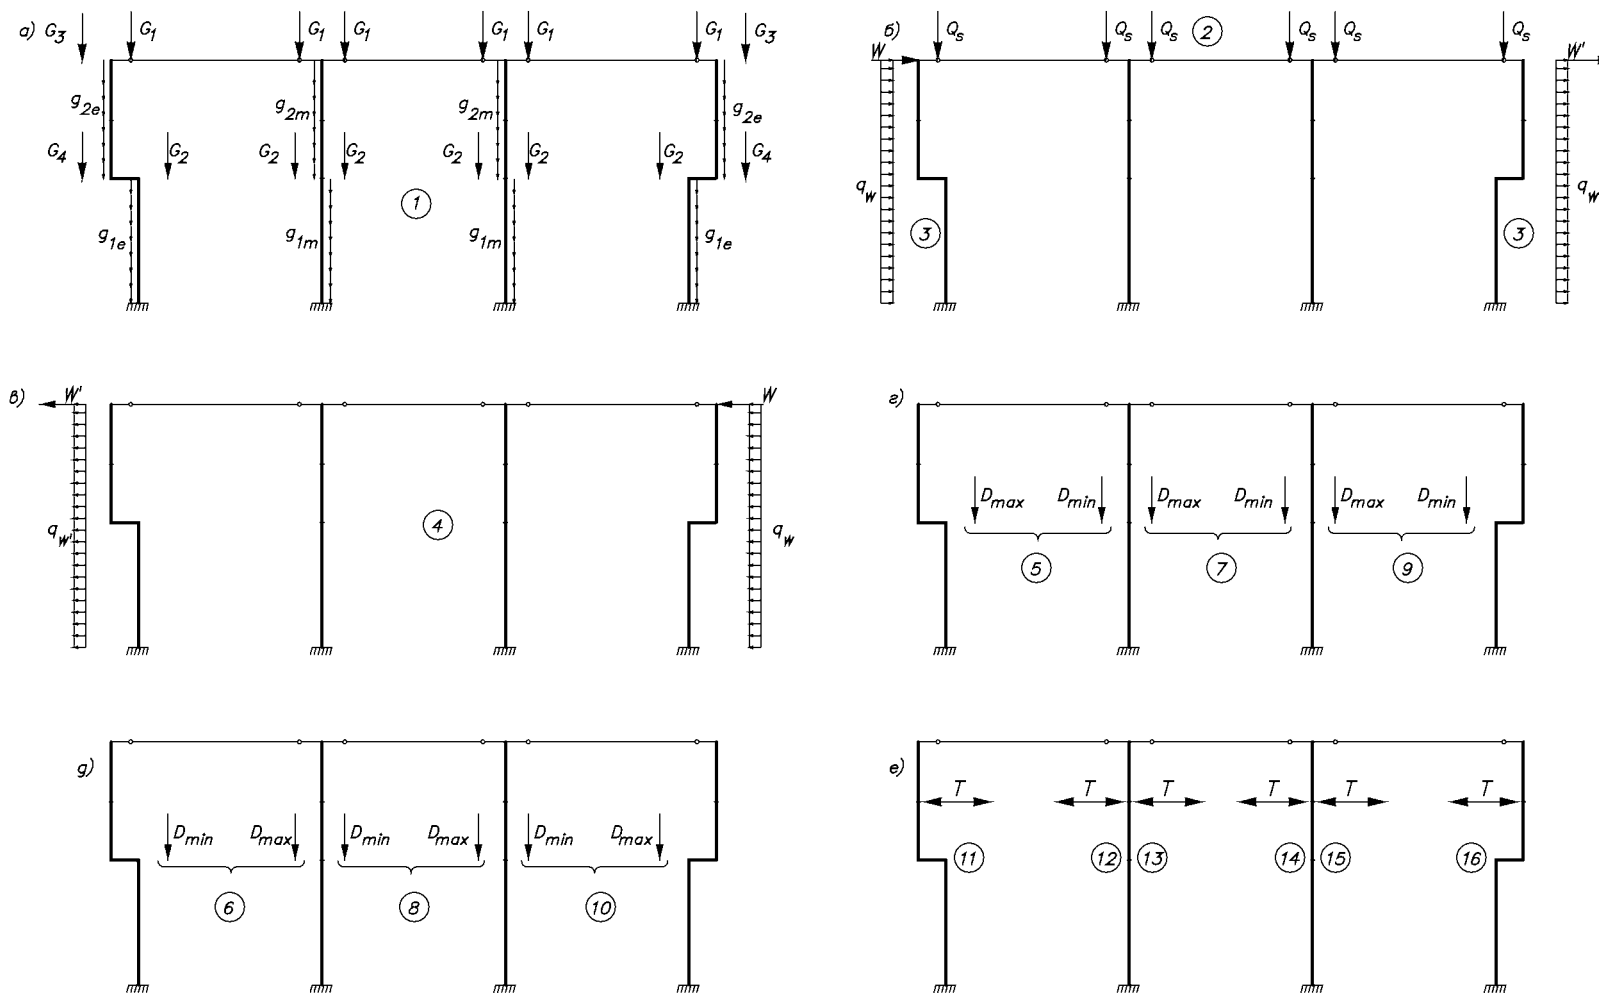 а) G3 G1 G1 G1 G1 G1 G1 G3
g2e g2m g2m g2e
G4 G2 G2 G2 G2 G2 G2 G4
1
g1e g1m g1m g1e
б) Qs Qs Qs 2 Qs Qs Qs
W W'
qw qw'
3 3
в) W' W
qw' 4 qw
г)
Dmax Dmin Dmax Dmin Dmax Dmin
5 7 9
д)
Dmin Dmax Dmin Dmax Dmin Dmax
6 8 10
е)
T T T T T T
11 12 13 14 15 16